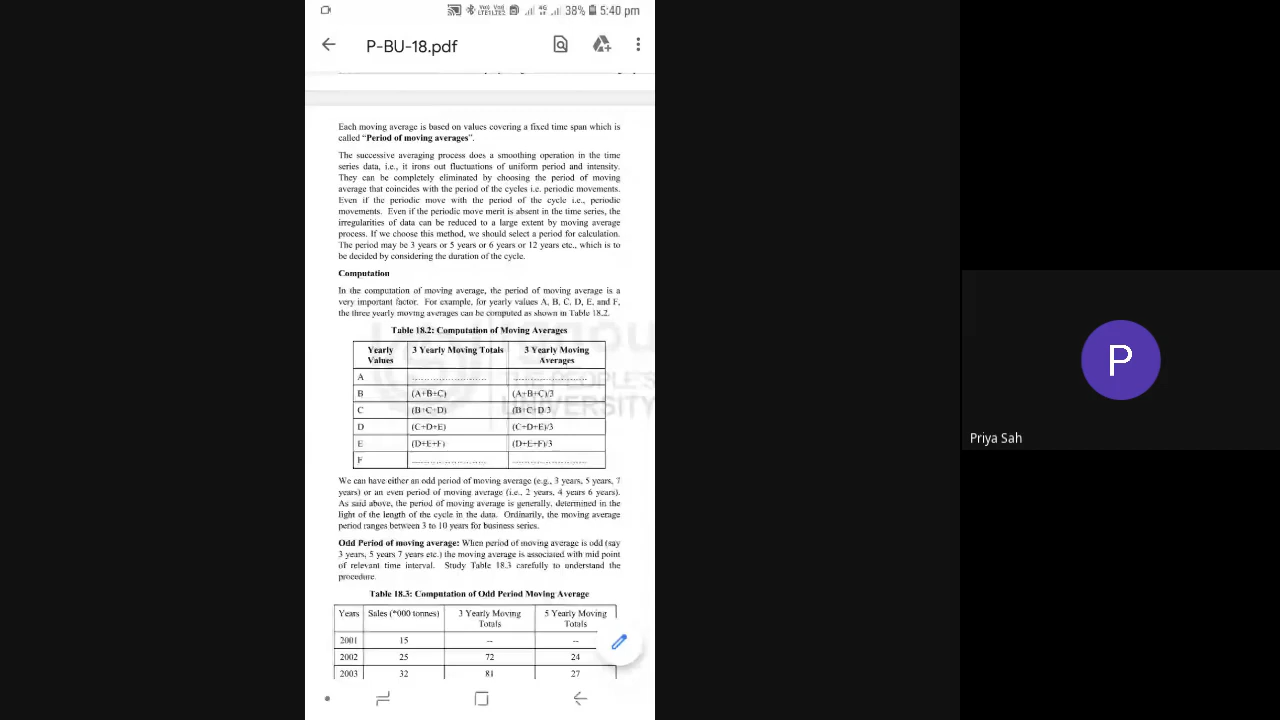 38% 5:40 pm
P-BU-18.pdf
Each moving average is based on values covering a fixed time span which is
called "Period of moving averages".
The successive averaging process does a smoothing operation in the time
series data, i.e., it irons out fluctuations of uniform period and intensity.
They can be completely eliminated by choosing the period of moving
average that coincides with the period of the cycles i.e. periodic movements.
Even if the periodic move with the period of the cycle i.e., periodic
movements. Even if the periodic move merit is absent in the time series, the
irregularities of data can be reduced to a large extent by moving average
process. If we choose this method, we should select a period for calculation.
The period may be 3 years or 5 years or 6 years or 12 years etc., which is to
be decided by considering the duration of the cycle.
Computation
In the computation of moving average, the period of moving average is a
very important factor. For example, for yearly values A, B, C, D, E, and F,
the three yearly moving averages can be computed as shown in Table 18.2.
Table 18.2: Computation of Moving Averages
Yearly Values 3 Yearly Moving Totals 3 Yearly Moving Averages
A ............................ ............................
B (A+B+C) (A+B+C)/3
C (B+C+D) (B+C+D/3
D (C+D+E) (C+D+E)/3
E (D+E+F) (D+E+F)/3
F ............................ ............................
We can have either an odd period of moving average (e.g., 3 years, 5 years, 7
years) or an even period of moving average (i.e., 2 years, 4 years 6 years).
As said above, the period of moving average is generally, determined in the
light of the length of the cycle in the data. Ordinarily, the moving average
period ranges between 3 to 10 years for business series.
Odd Period of moving average: When period of moving average is odd (say
3 years, 5 years 7 years etc.) the moving average is associated with mid point
of relevant time interval. Study Table 18.3 carefully to understand the
procedure.
Table 18.3: Computation of Odd Period Moving Average
Years Sales (*000 tonnes) 3 Yearly Moving Totals 5 Yearly Moving Totals
2001 15 -- --
2002 25 72 24
2003 32 81 27
THE PEOPLE'S
UNIVERSITY
P
Priya Sah